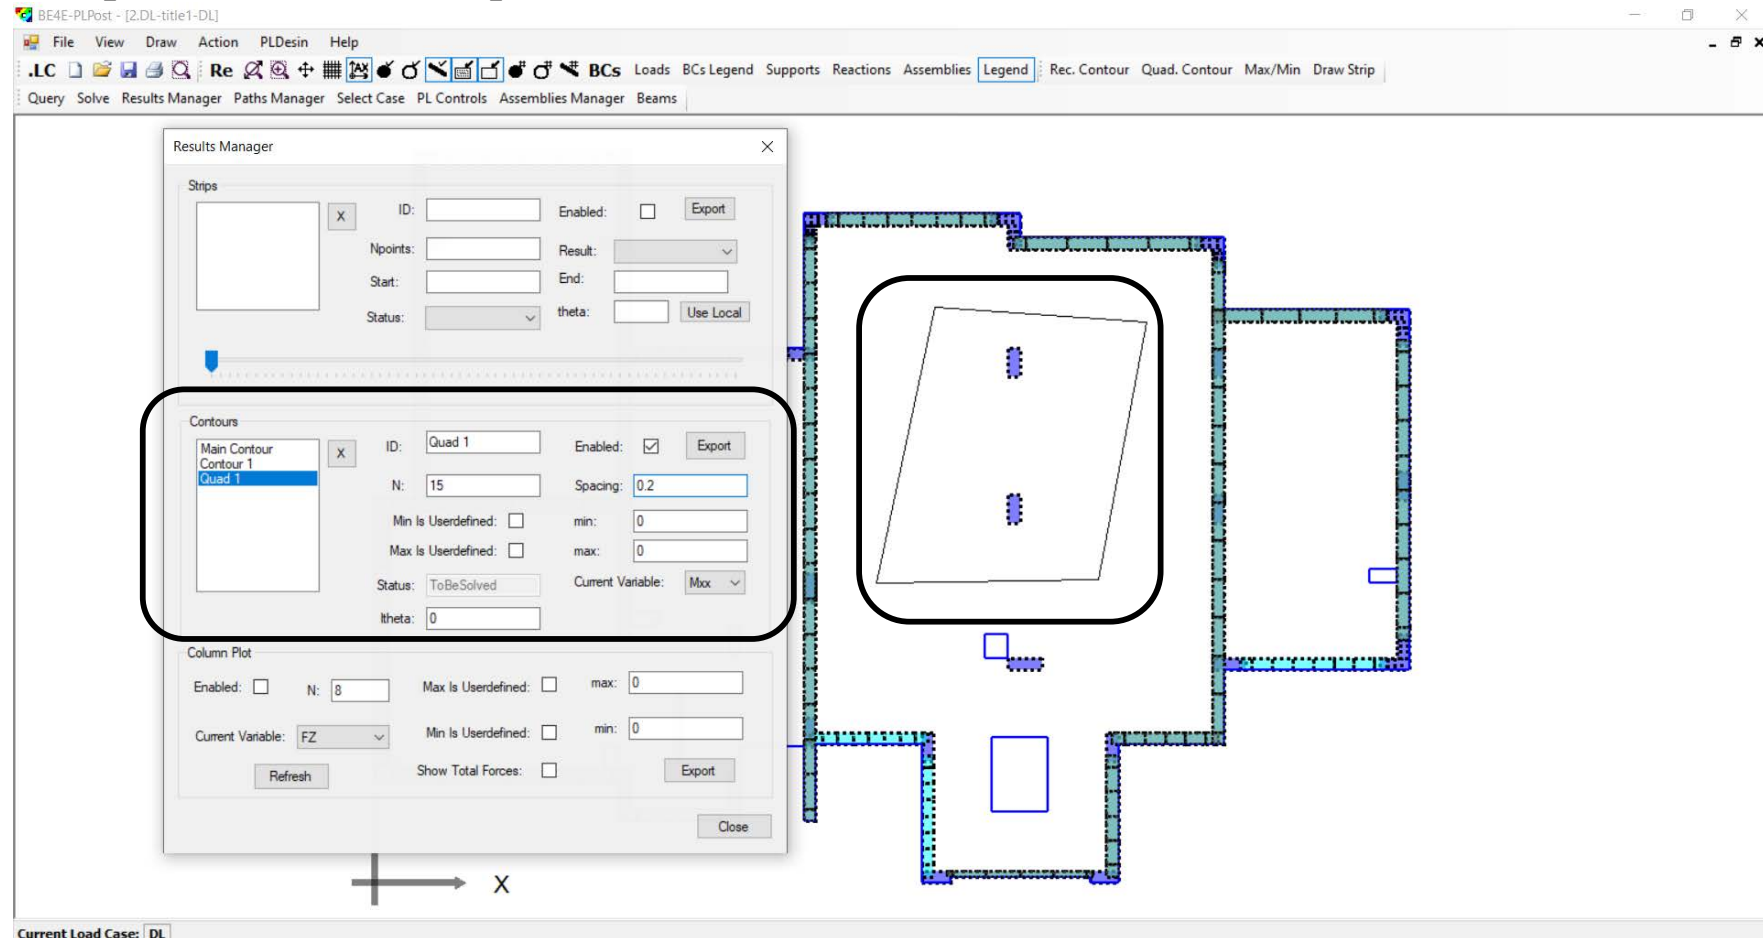 BE4E-PLPost - [2.DL-title1-DL]
File View Draw Action PLDesin Help
.LC Re BCs Loads BCs Legend Supports Reactions Assemblies Legend Rec. Contour Quad. Contour Max/Min Draw Strip
Query Solve Results Manager Paths Manager Select Case PL Controls Assemblies Manager Beams
Results Manager
Strips
X ID: Enabled: Export
Npoints: Result:
Start: End:
Status: theta: Use Local
Contours
Main Contour
Contour 1
Quad 1
X ID: Quad 1 Enabled: Export
N: 15 Spacing: 0.2
Min Is Userdefined: min: 0
Max Is Userdefined: max: 0
Status: ToBeSolved Current Variable: Mxx
ltheta: 0
Column Plot
Enabled: N: 8 Max Is Userdefined: max: 0
Current Variable: FZ Min Is Userdefined: min: 0
Refresh Show Total Forces: Export
Close
X
Current Load Case: DL